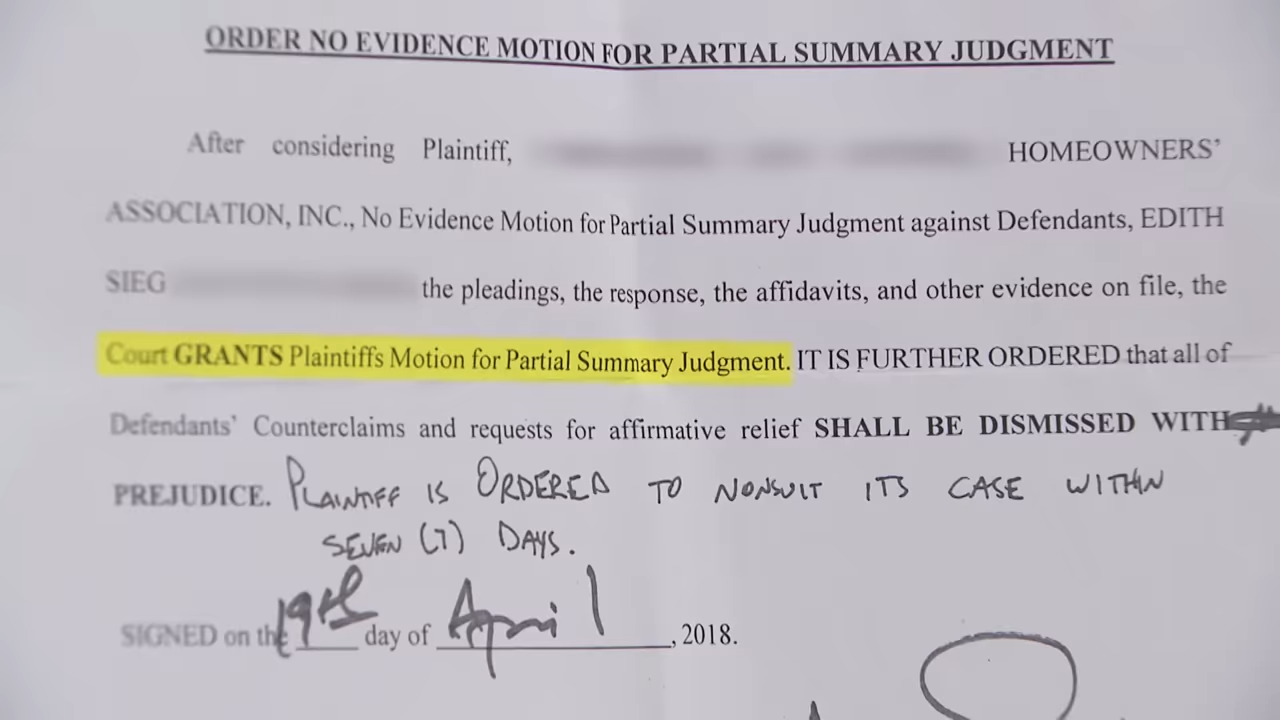 ORDER NO EVIDENCE MOTION FOR PARTIAL SUMMARY JUDGMENT
After considering Plaintiff, HOMEOWNERS'
ASSOCIATION, INC., No Evidence Motion for Partial Summary Judgment against Defendants, EDITH
SIEG the pleadings, the response, the affidavits, and other evidence on file, the
Court GRANTS Plaintiffs Motion for Partial Summary Judgment. IT IS FURTHER ORDERED that all of
Defendants' Counterclaims and requests for affirmative relief SHALL BE DISMISSED WITH
PREJUDICE. PLAINTIFF IS ORDERED TO NONSUIT ITS CASE WITHIN
SEVEN (7) DAYS.
SIGNED on the 19th day of April, 2018.